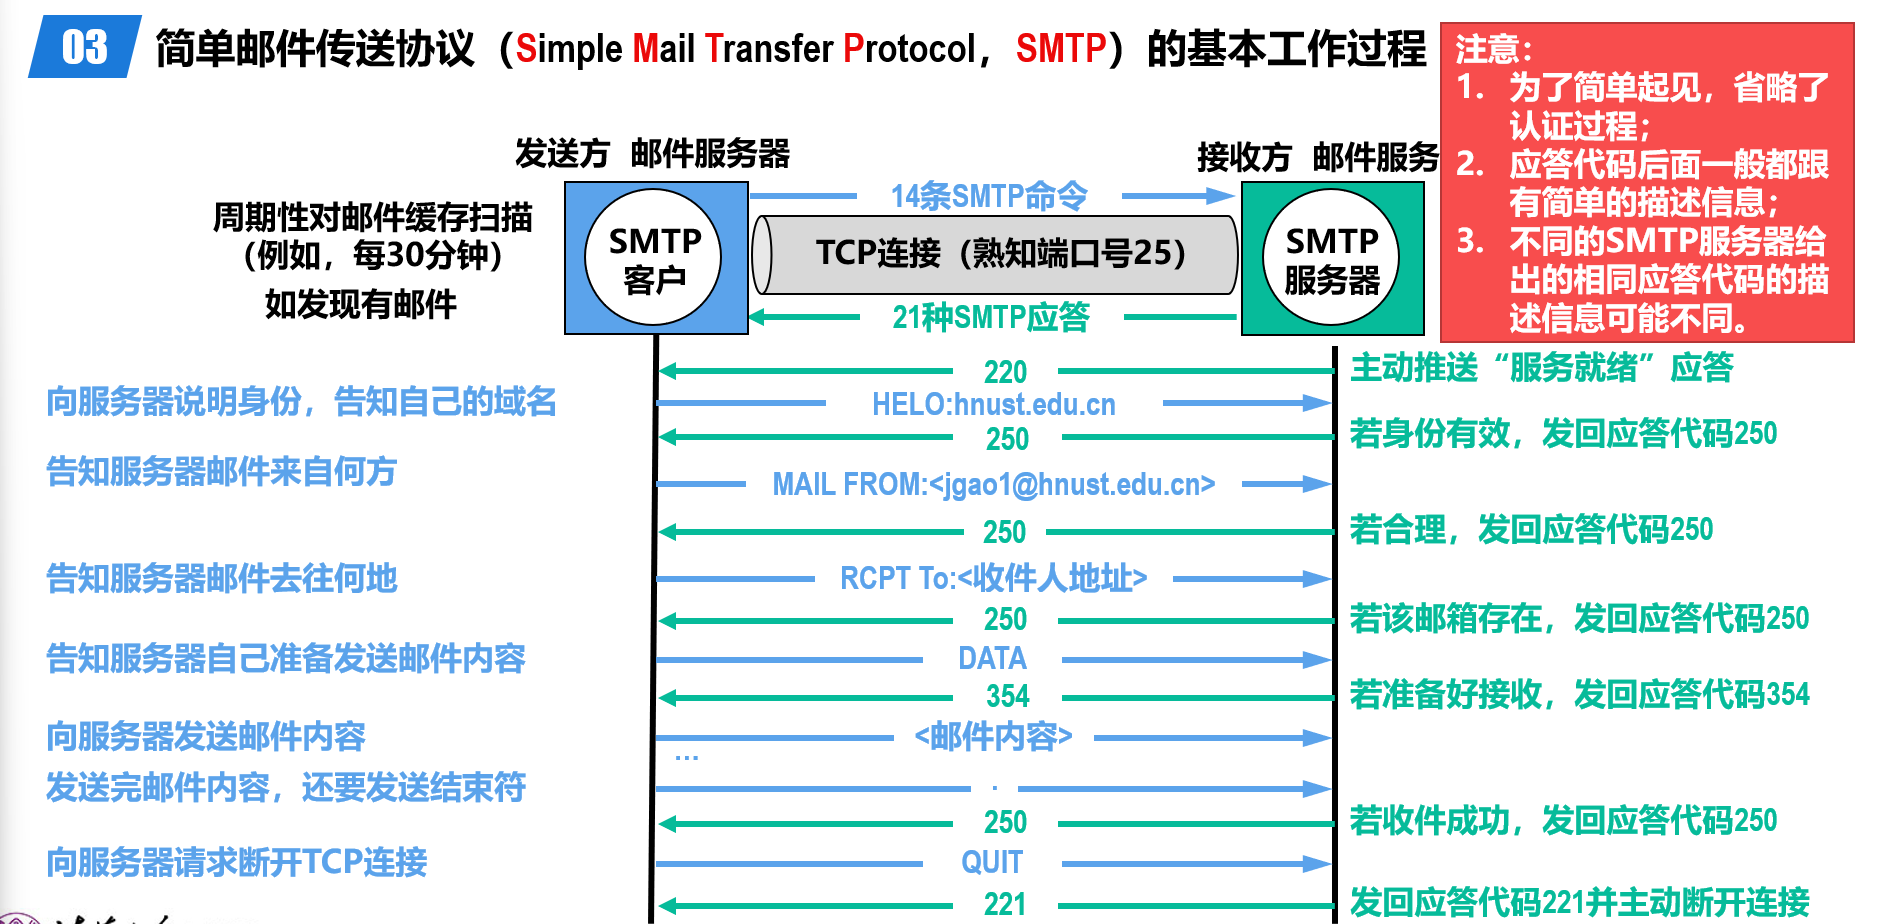 03 简单邮件传送协议（Simple Mail Transfer Protocol，SMTP）的基本工作过程
注意：
1. 为了简单起见，省略了
认证过程；
2. 应答代码后面一般都跟
有简单的描述信息；
3. 不同的SMTP服务器给
出的相同应答代码的描
述信息可能不同。
发送方 邮件服务器
接收方 邮件服务
周期性对邮件缓存扫描
（例如，每30分钟）
如发现有邮件
SMTP
客户
14条SMTP命令
TCP连接（熟知端口号25）
21种SMTP应答
SMTP
服务器
220
主动推送“服务就绪”应答
向服务器说明身份，告知自己的域名
HELO:hnust.edu.cn
250
若身份有效，发回应答代码250
告知服务器邮件来自何方
MAIL FROM:<jgao1@hnust.edu.cn>
250
若合理，发回应答代码250
告知服务器邮件去往何地
RCPT To:<收件人地址>
250
若该邮箱存在，发回应答代码250
告知服务器自己准备发送邮件内容
DATA
354
若准备好接收，发回应答代码354
向服务器发送邮件内容
<邮件内容>
...
发送完邮件内容，还要发送结束符
.
250
若收件成功，发回应答代码250
向服务器请求断开TCP连接
QUIT
221
发回应答代码221并主动断开连接